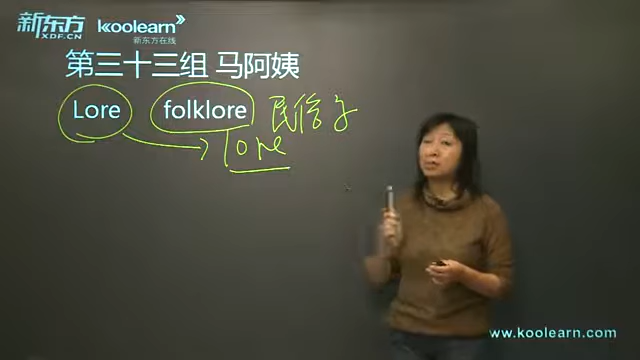 新东方 koolearn
XDF.CN 新东方在线
第三十三组 马阿姨
Lore folklore 民俗学
lore
ww.koolearn.com